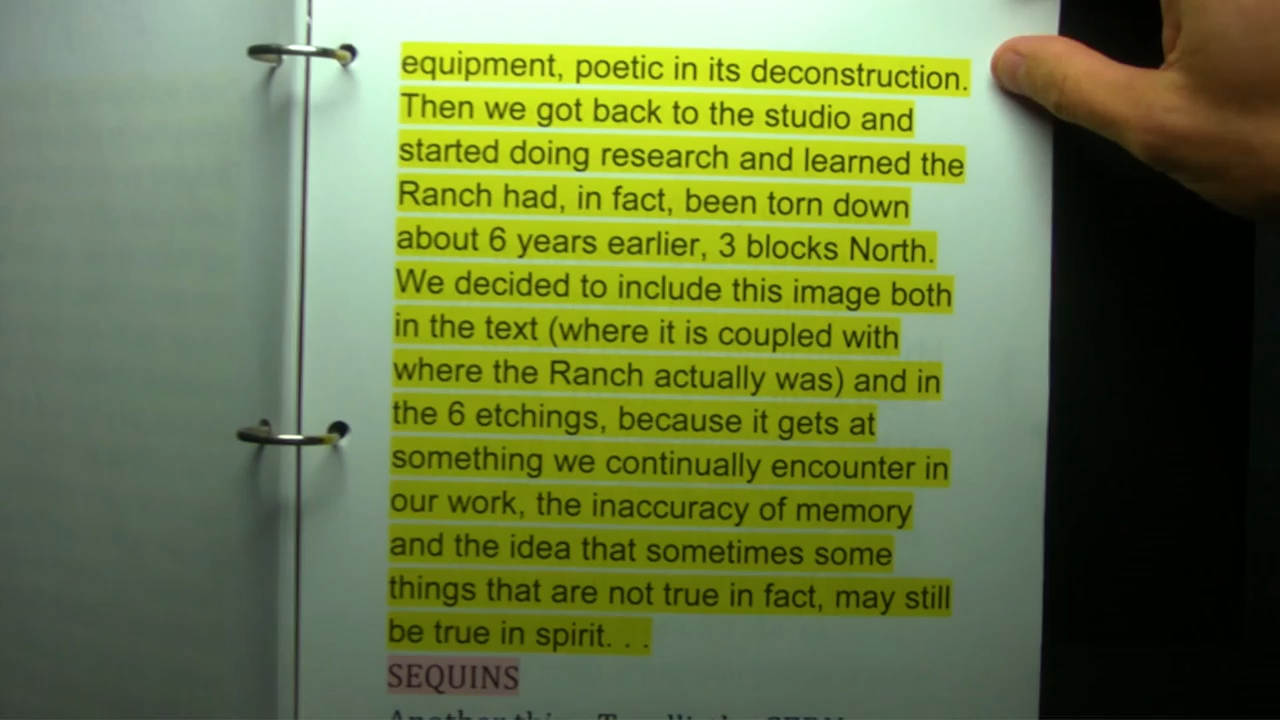 equipment, poetic in its deconstruction.
Then we got back to the studio and
started doing research and learned the
Ranch had, in fact, been torn down
about 6 years earlier, 3 blocks North.
We decided to include this image both
in the text (where it is coupled with
where the Ranch actually was) and in
the 6 etchings, because it gets at
something we continually encounter in
our work, the inaccuracy of memory
and the idea that sometimes some
things that are not true in fact, may still
be true in spirit. . .
SEQUINS
Another